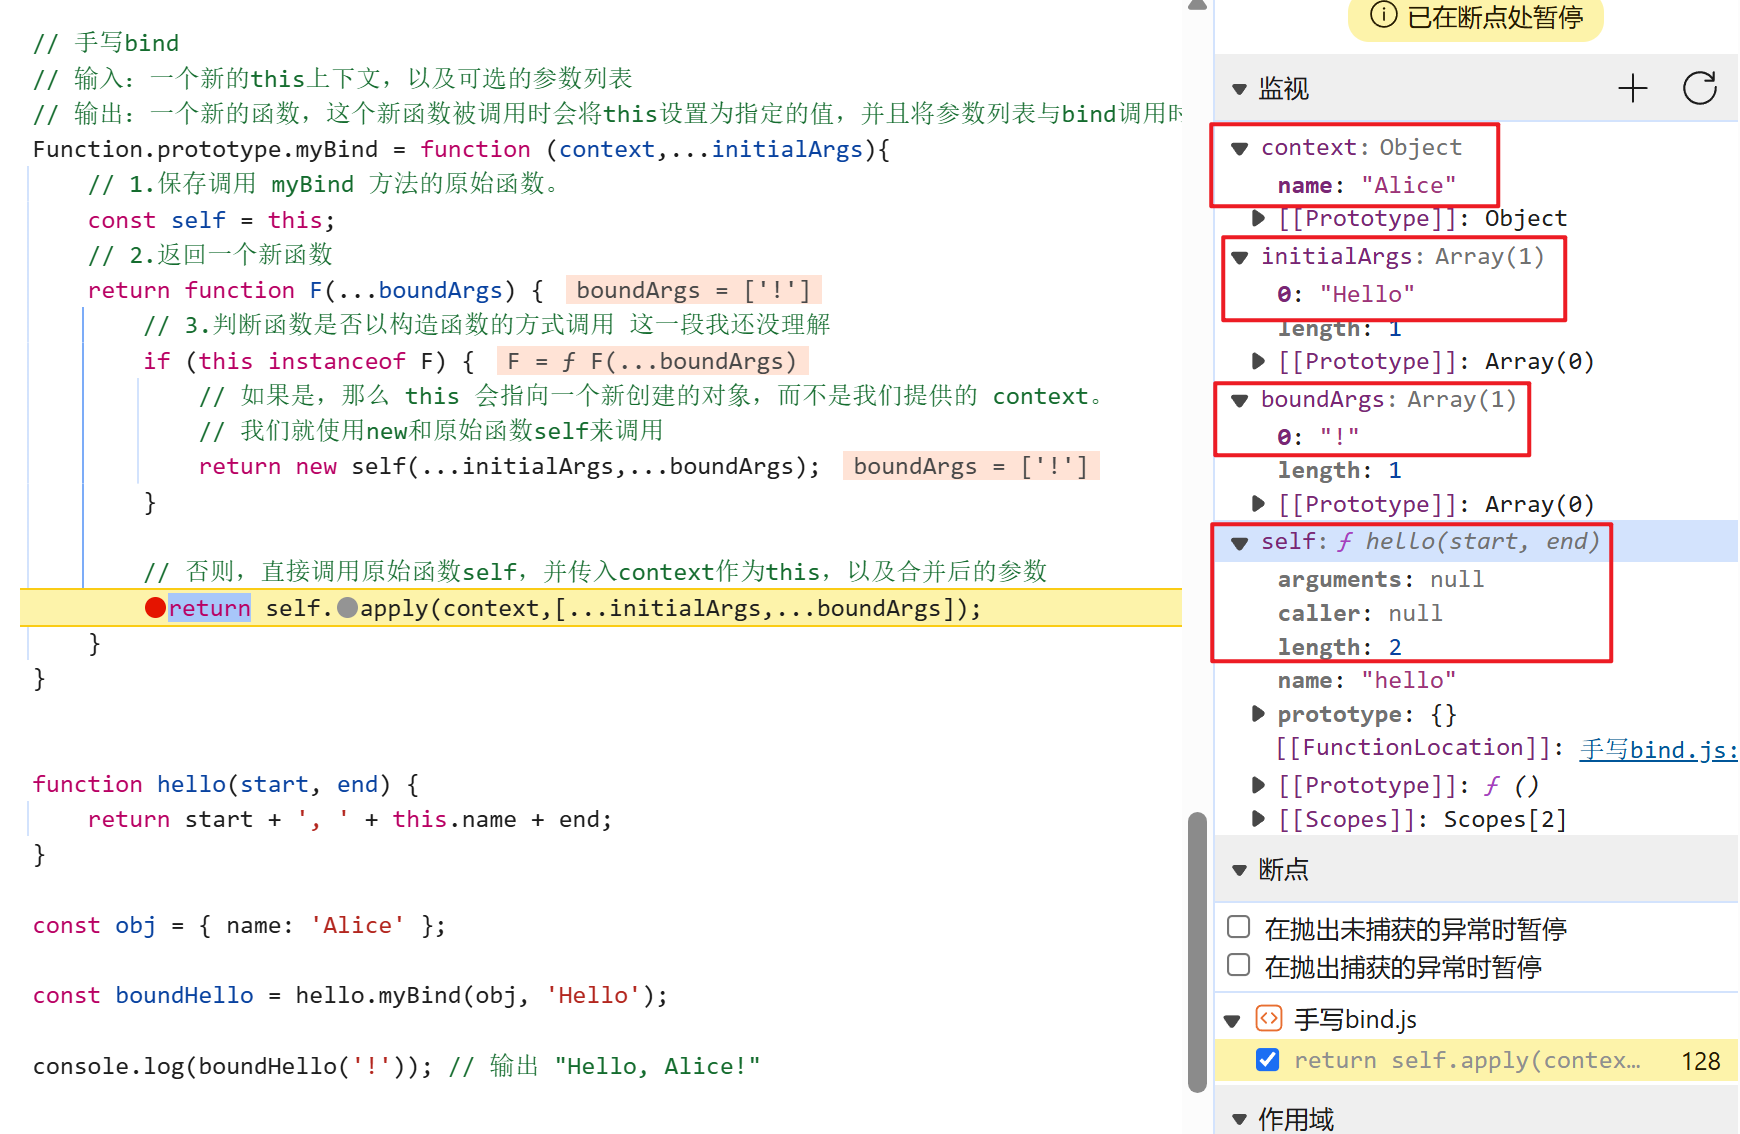 // 手写bind
// 输入：一个新的this上下文，以及可选的参数列表
// 输出：一个新的函数，这个新函数被调用时会将this设置为指定的值，并且将参数列表与bind调用时
Function.prototype.myBind = function (context,...initialArgs){
// 1.保存调用 myBind 方法的原始函数。
const self = this;
// 2.返回一个新函数
return function F(...boundArgs) { boundArgs = ['!']
// 3.判断函数是否以构造函数的方式调用 这一段我还没理解
if (this instanceof F) { F = ƒ F(...boundArgs)
// 如果是，那么 this 会指向一个新创建的对象，而不是我们提供的 context。
// 我们就使用new和原始函数self来调用
return new self(...initialArgs,...boundArgs); boundArgs = ['!']
}
// 否则，直接调用原始函数self，并传入context作为this，以及合并后的参数
return self.apply(context,[...initialArgs,...boundArgs]);
}
}
function hello(start, end) {
return start + ', ' + this.name + end;
}
const obj = { name: 'Alice' };
const boundHello = hello.myBind(obj, 'Hello');
console.log(boundHello('!')); // 输出 "Hello, Alice!"
已在断点处暂停
监视
context: Object
name: "Alice"
[[Prototype]]: Object
initialArgs: Array(1)
0: "Hello"
length: 1
[[Prototype]]: Array(0)
boundArgs: Array(1)
0: "!"
length: 1
[[Prototype]]: Array(0)
self: ƒ hello(start, end)
arguments: null
caller: null
length: 2
name: "hello"
prototype: {}
[[FunctionLocation]]: 手写bind.js:
[[Prototype]]: ƒ ()
[[Scopes]]: Scopes[2]
断点
在抛出未捕获的异常时暂停
在抛出捕获的异常时暂停
手写bind.js
return self.apply(contex… 128
作用域